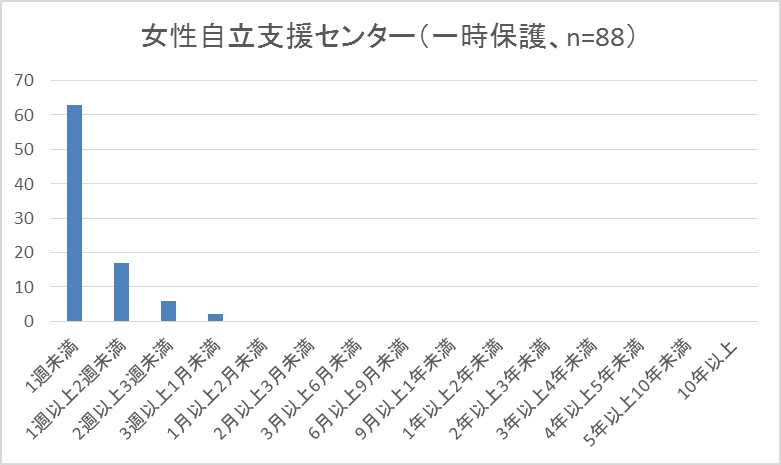 女性自立支援センター（一時保護、n=88）
70
60
50
40
30
20
10
0
1週未満
1週以上2週未満
2週以上3週未満
3週以上1月未満
1月以上2月未満
2月以上3月未満
3月以上6月未満
6月以上9月未満
9月以上1年未満
1年以上2年未満
2年以上3年未満
3年以上4年未満
4年以上5年未満
5年以上10年未満
10年以上